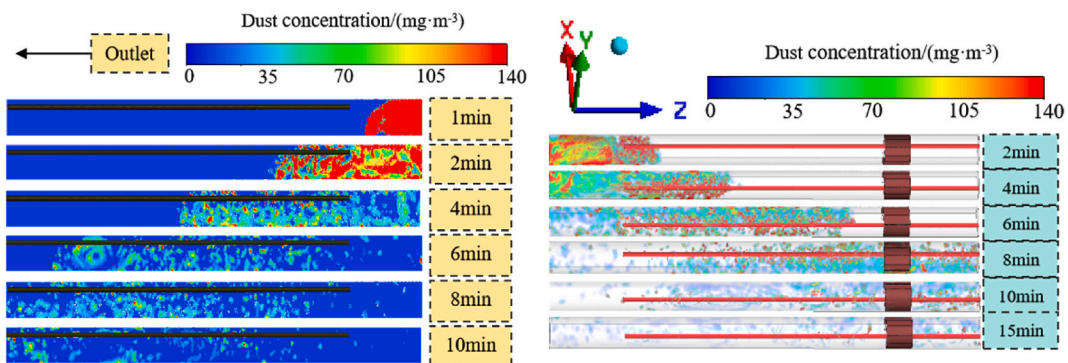 Dust concentration/(mg·m⁻³)
Outlet
0 35 70 105 140
1min
2min
4min
6min
8min
10min
X
Y
Z
Dust concentration/(mg·m⁻³)
0 35 70 105 140
2min
4min
6min
8min
10min
15min